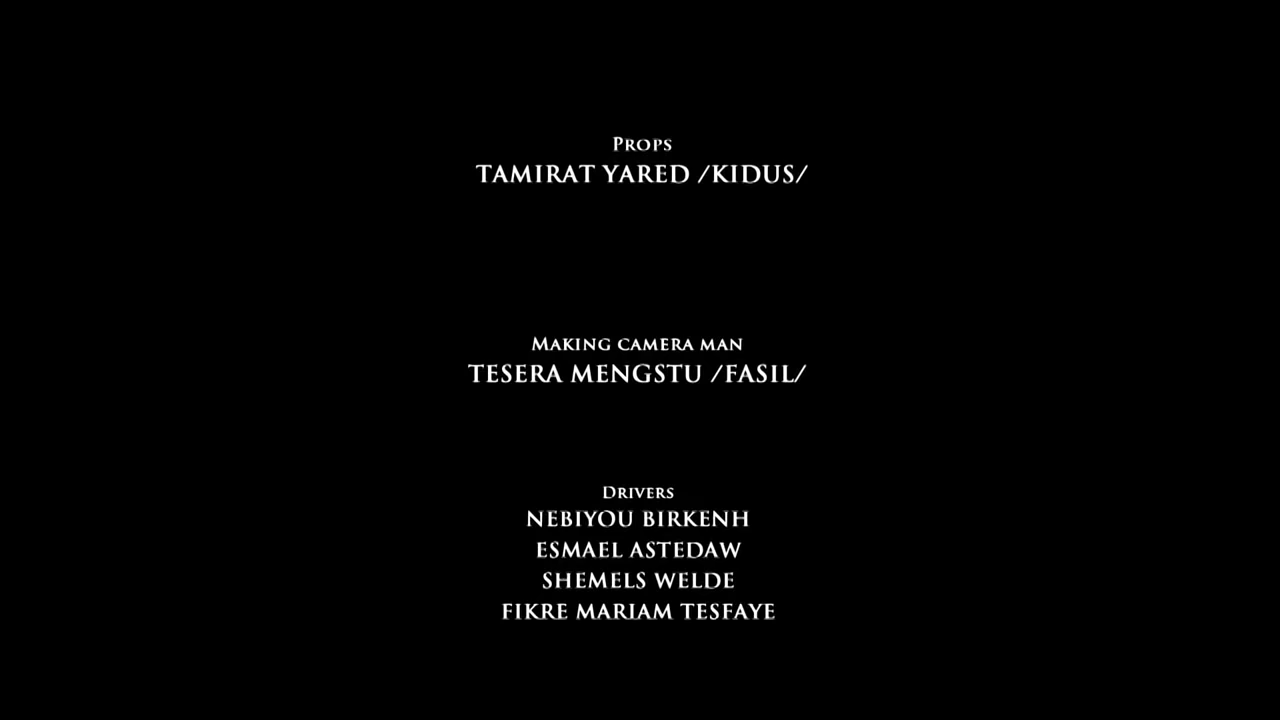 Props
TAMIRAT YARED /KIDUS/
Making camera man
TESERA MENGSTU /FASIL/
Drivers
NEBIYOU BIRKENH
ESMAEL ASTEDAW
SHEMELS WELDE
FIKRE MARIAM TESFAYE